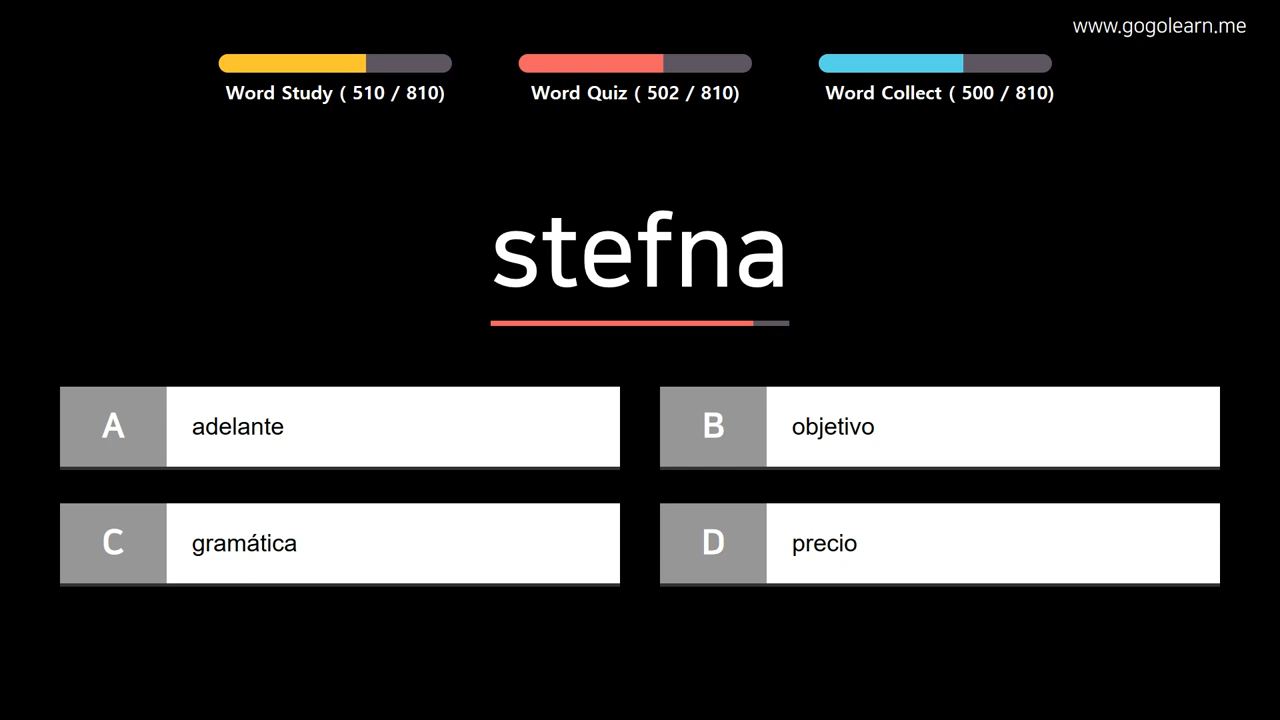 www.gogolearn.me
Word Study ( 510 / 810)
Word Quiz ( 502 / 810)
Word Collect ( 500 / 810)
stefna
A adelante
B objetivo
C gramática
D precio